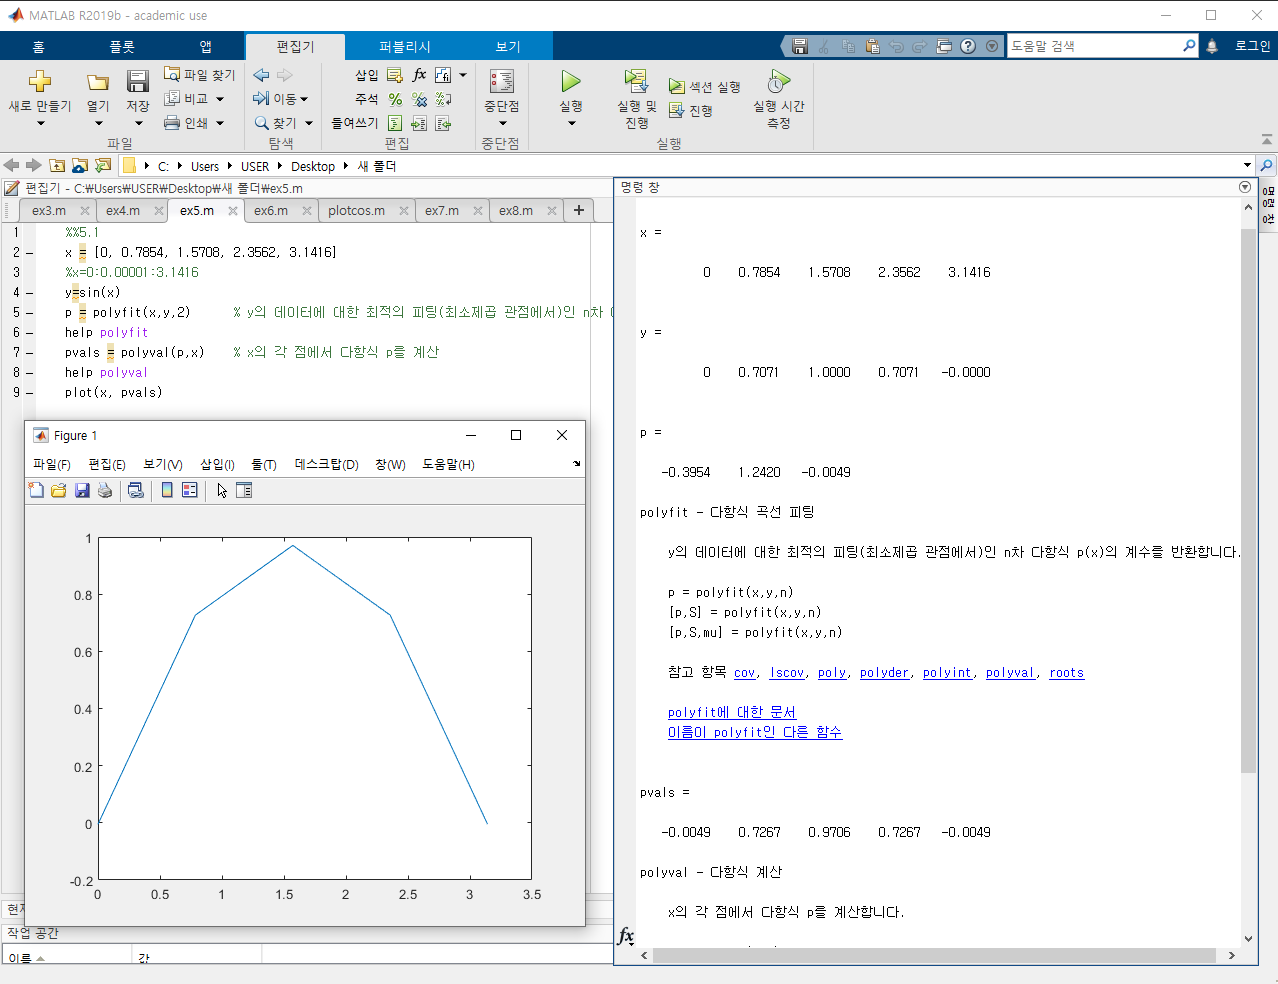 MATLAB R2019b - academic use
홈 플롯 앱 편집기 퍼블리시 보기
도움말 검색 로그인
새로 만들기 열기 저장
파일 찾기
비교
인쇄
파일
이동
찾기
탐색
삽입 fx
주석
들여쓰기
편집
중단점
중단점
실행
실행 및
진행
섹션 실행
진행
실행 시간
측정
실행
C: Users USER Desktop 새 폴더
편집기 - C:₩Users₩USER₩Desktop₩새 폴더₩ex5.m
ex3.m ex4.m ex5.m ex6.m plotcos.m ex7.m ex8.m +
1 %%5.1
2 – x = [0, 0.7854, 1.5708, 2.3562, 3.1416]
3 %x=0:0.00001:3.1416
4 – y=sin(x)
5 – p = polyfit(x,y,2) % y의 데이터에 대한 최적의 피팅(최소제곱 관점에서)인 n차
6 – help polyfit
7 – pvals = polyval(p,x) % x의 각 점에서 다항식 p를 계산
8 – help polyval
9 – plot(x, pvals)
Figure 1
파일(F) 편집(E) 보기(V) 삽입(I) 툴(T) 데스크탑(D) 창(W) 도움말(H)
1
0.8
0.6
0.4
0.2
0
-0.2
0 0.5 1 1.5 2 2.5 3 3.5
작업 공간
이름 값
명령 창
x =
0 0.7854 1.5708 2.3562 3.1416
y =
0 0.7071 1.0000 0.7071 -0.0000
p =
-0.3954 1.2420 -0.0049
polyfit - 다항식 곡선 피팅
y의 데이터에 대한 최적의 피팅(최소제곱 관점에서)인 n차 다항식 p(x)의 계수를 반환합니다.
p = polyfit(x,y,n)
[p,S] = polyfit(x,y,n)
[p,S,mu] = polyfit(x,y,n)
참고 항목 cov, lscov, poly, polyder, polyint, polyval, roots
polyfit에 대한 문서
이름이 polyfit인 다른 함수
pvals =
-0.0049 0.7267 0.9706 0.7267 -0.0049
polyval - 다항식 계산
x의 각 점에서 다항식 p를 계산합니다.
fx